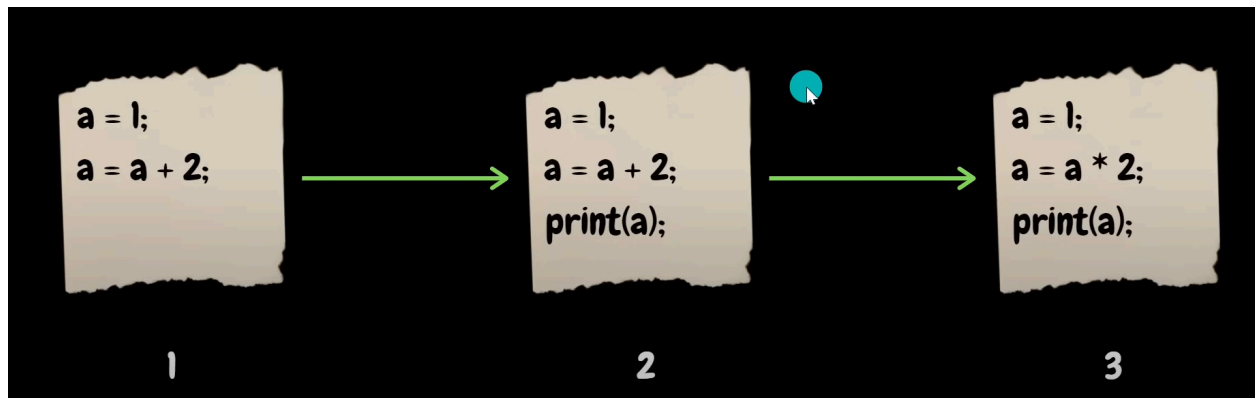 a = 1;
a = a + 2;
a = 1;
a = a + 2;
print(a);
a = 1;
a = a * 2;
print(a);
1
2
3